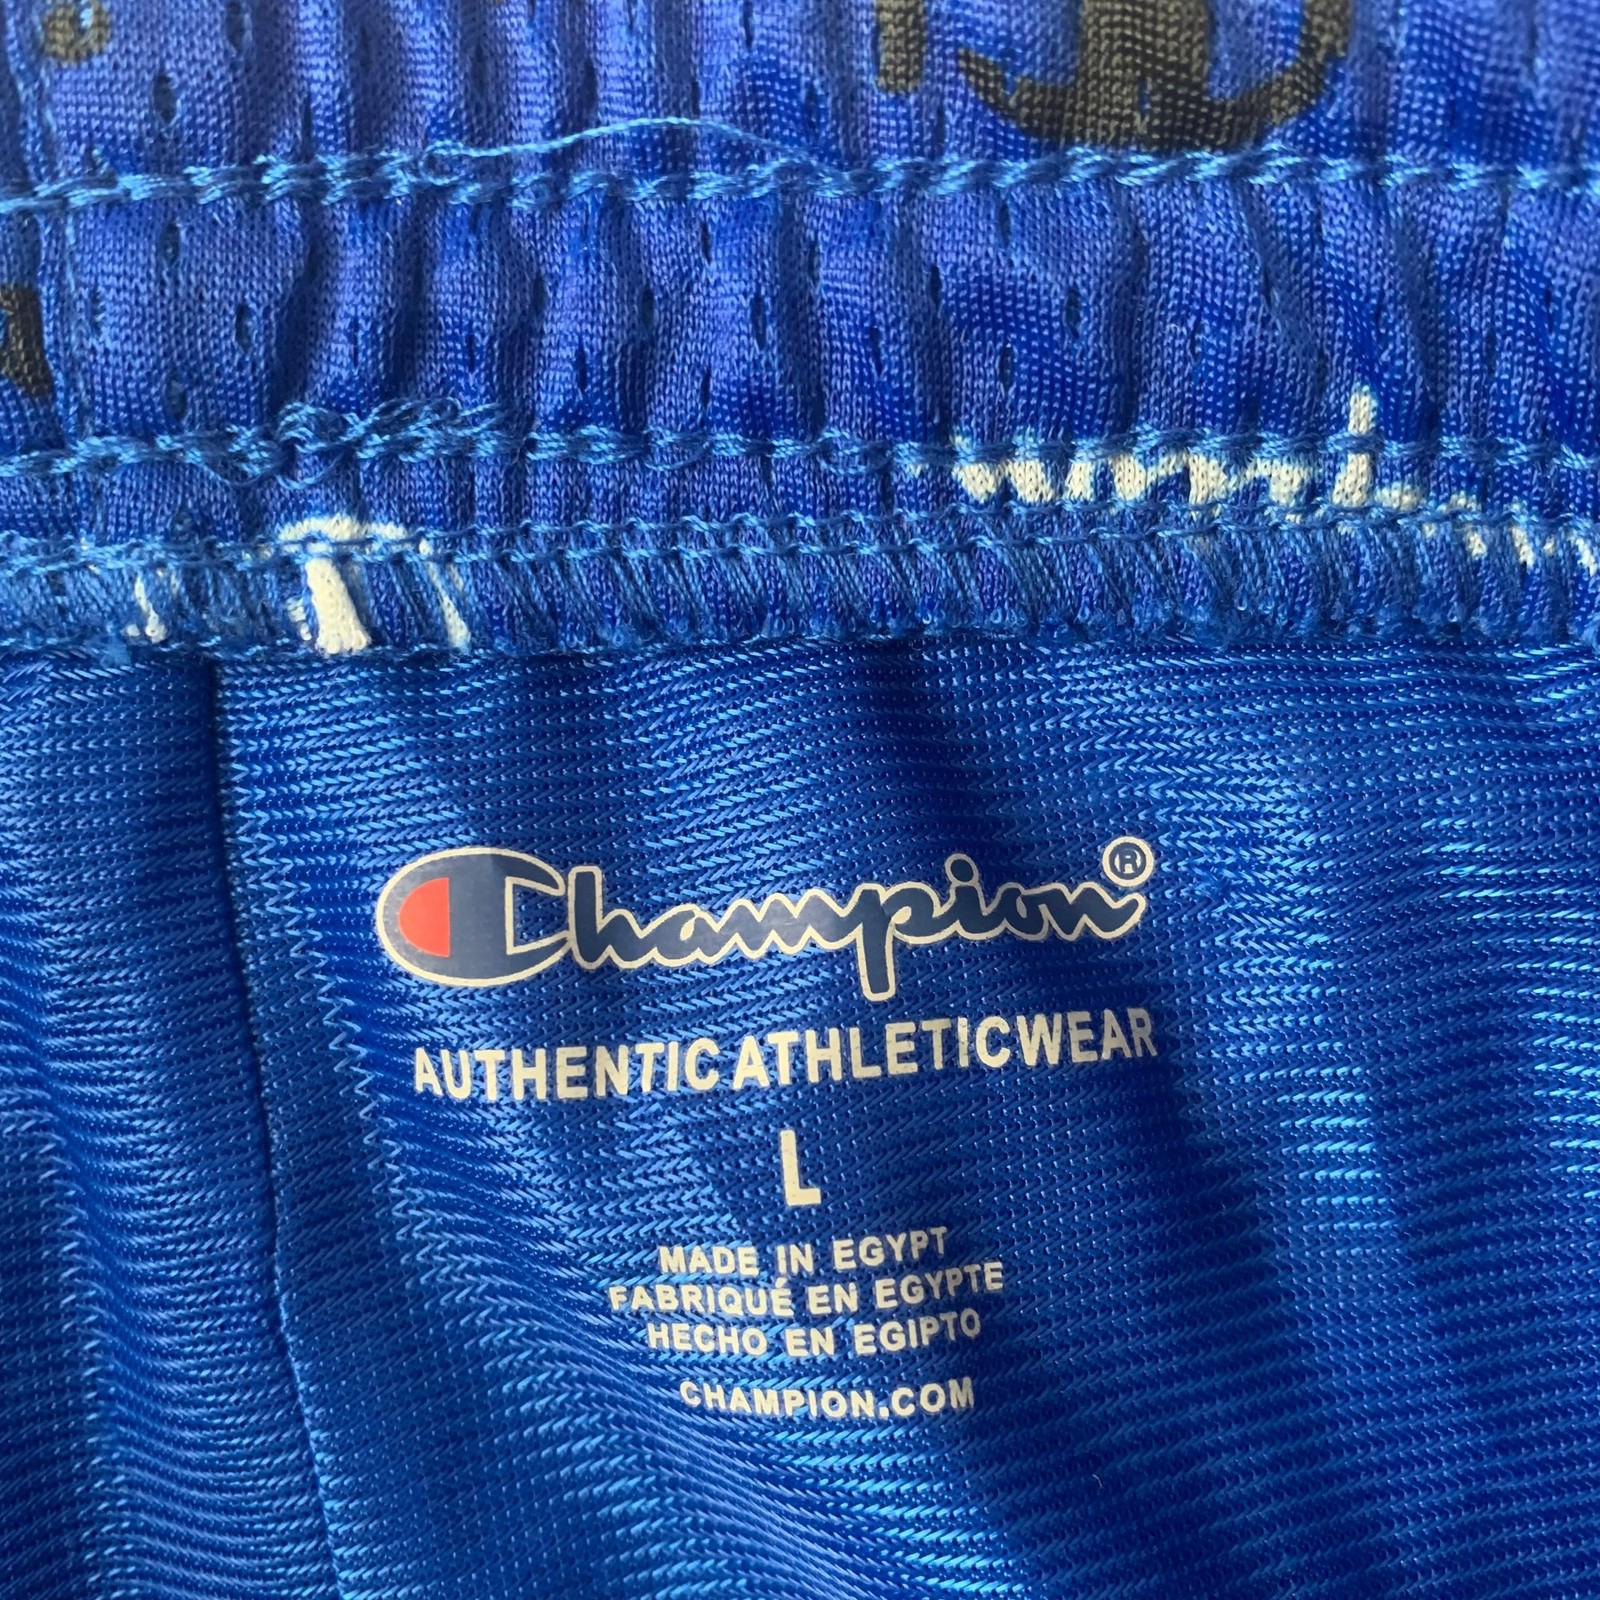 Champion®
AUTHENTIC ATHLETICWEAR
L
MADE IN EGYPT
FABRIQUÉ EN EGYPTE
HECHO EN EGIPTO
CHAMPION.COM